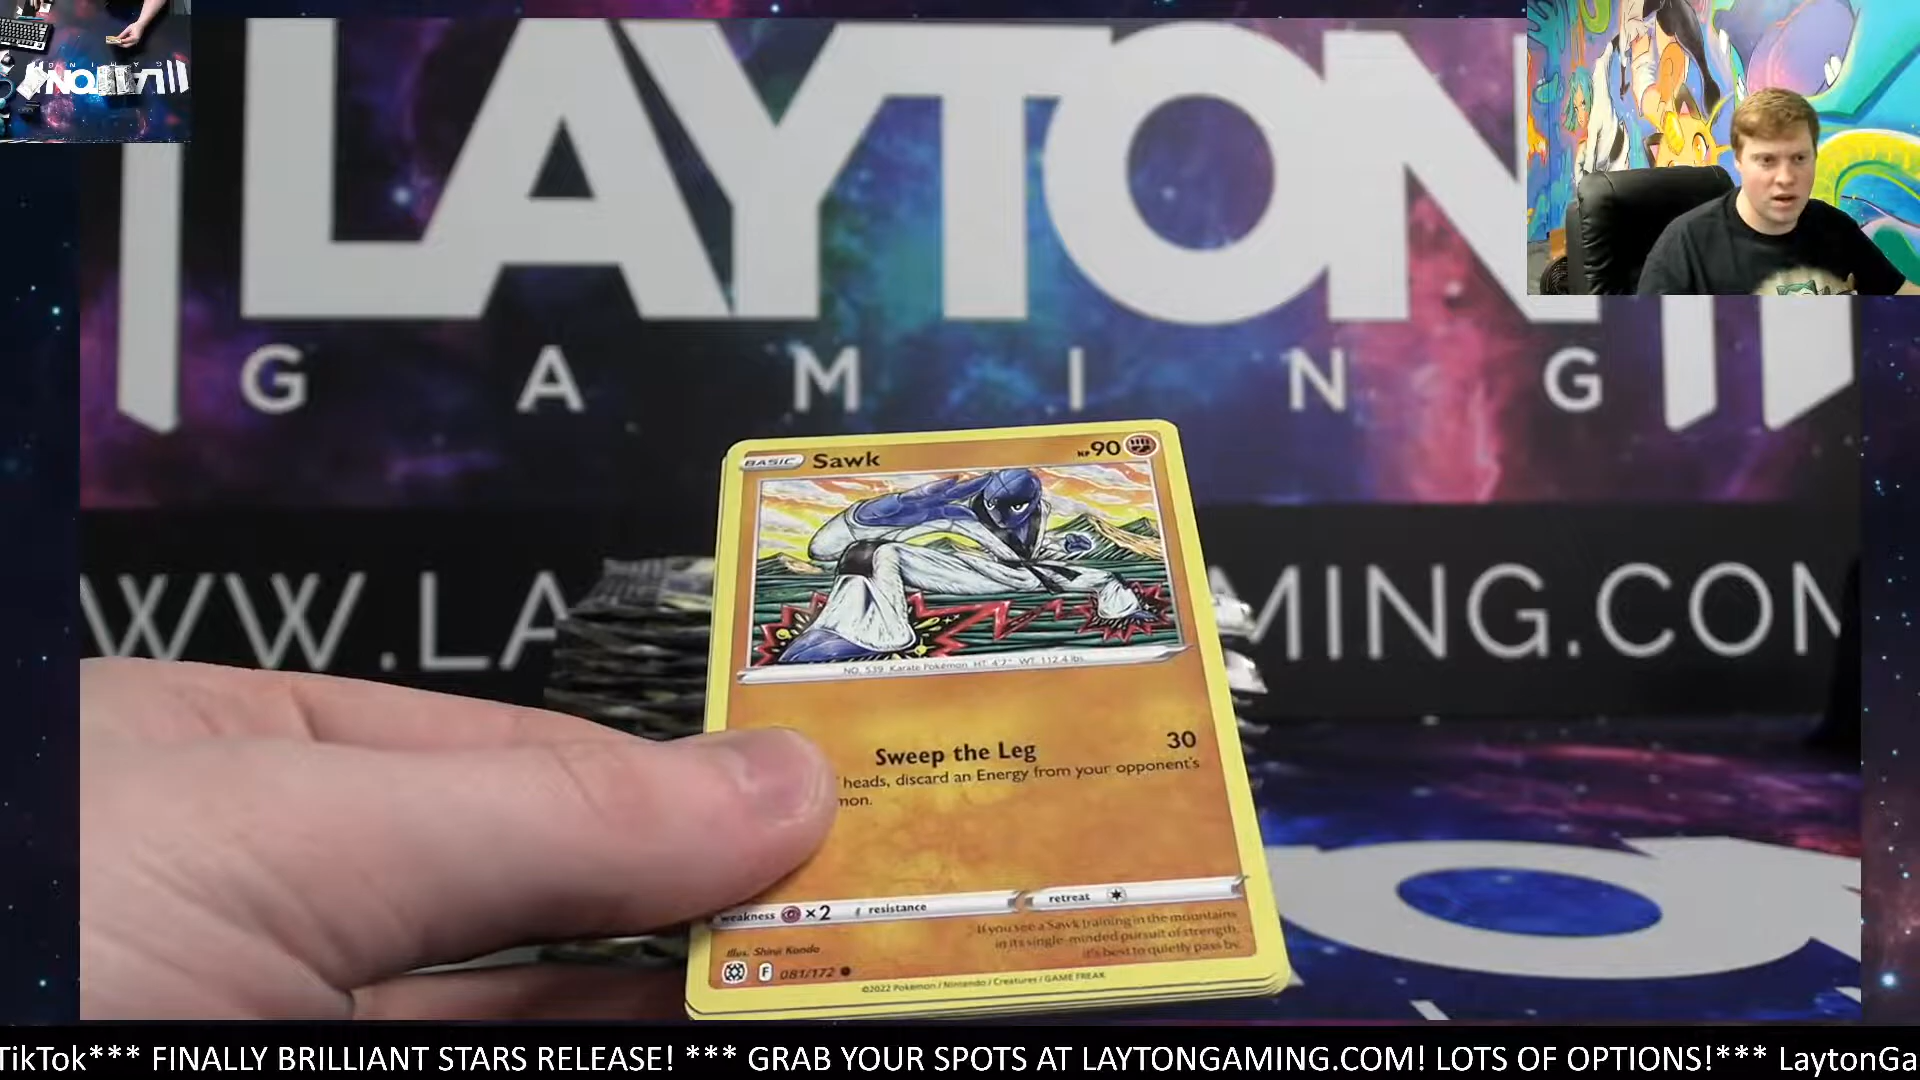 LAYTON
G A M I N G
WWW.LA MING.COM
BASIC Sawk HP 90
NO. 539 Karate Pokémon HT: 4'7" WT: 112.4 lbs.
Sweep the Leg 30
heads, discard an Energy from your opponent's
mon.
weakness ×2 resistance retreat
If you see a Sawk training in the mountains
in its single-minded pursuit of strength,
it's best to quietly pass by.
Illus. Shinji Kanda
F 081/172
©2022 Pokémon / Nintendo / Creatures / GAME FREAK
TikTok*** FINALLY BRILLIANT STARS RELEASE! *** GRAB YOUR SPOTS AT LAYTONGAMING.COM! LOTS OF OPTIONS!*** LaytonGa